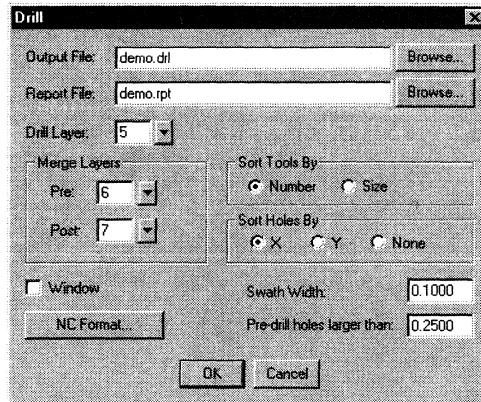 Drill
Output File: demo.drl Browse...
Report File: demo.rpt Browse...
Drill Layer: 5
Merge Layers
Pre: 6
Post: 7
Sort Tools By
Number Size
Sort Holes By
X Y None
Window
NC Format...
Swath Width: 0.1000
Pre-drill holes larger than: 0.2500
OK Cancel